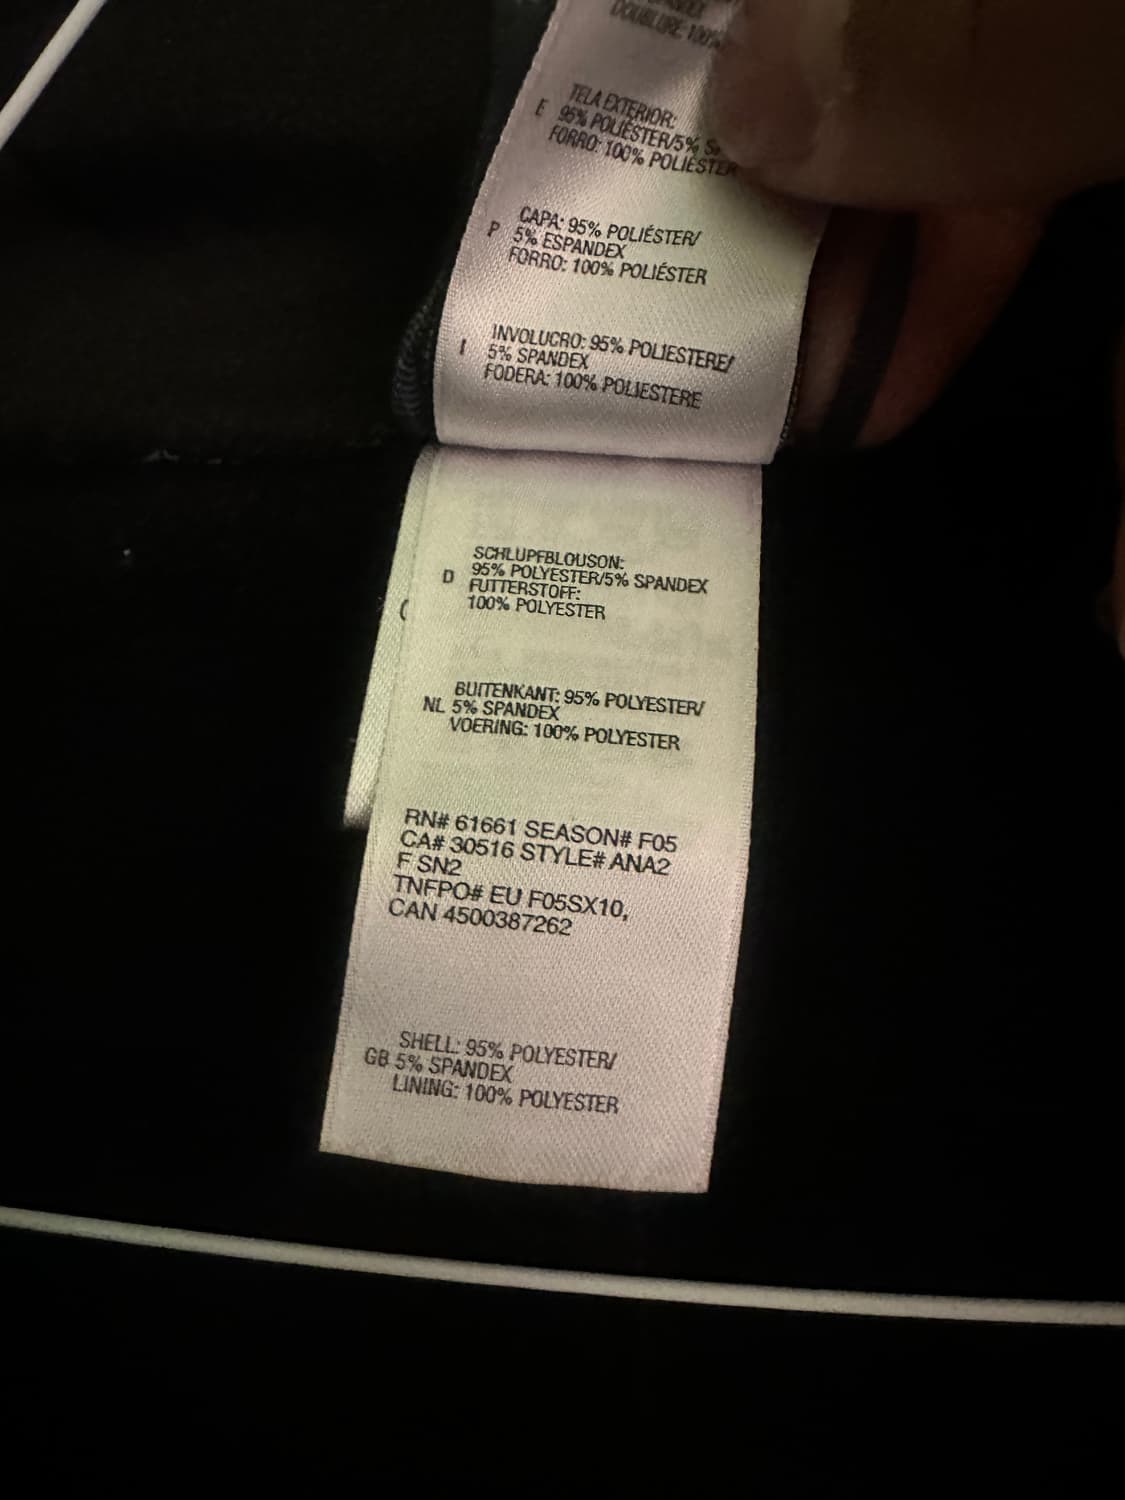 DOUBLURE: 100%
TELA EXTERIOR:
E 95% POLIÉSTER/5%
FORRO: 100% POLIÉSTER
CAPA: 95% POLIÉSTER/
P 5% ESPANDEX
FORRO: 100% POLIÉSTER
INVOLUCRO: 95% POLIESTERE/
I 5% SPANDEX
FODERA: 100% POLIESTERE
SCHLUPFBLOUSON:
D 95% POLYESTER/5% SPANDEX
FUTTERSTOFF:
100% POLYESTER
BUITENKANT: 95% POLYESTER/
NL 5% SPANDEX
VOERING: 100% POLYESTER
RN# 61661 SEASON# F05
CA# 30516 STYLE# ANA2
F SN2
TNFPO# EU F05SX10,
CAN 4500387262
SHELL: 95% POLYESTER/
GB 5% SPANDEX
LINING: 100% POLYESTER